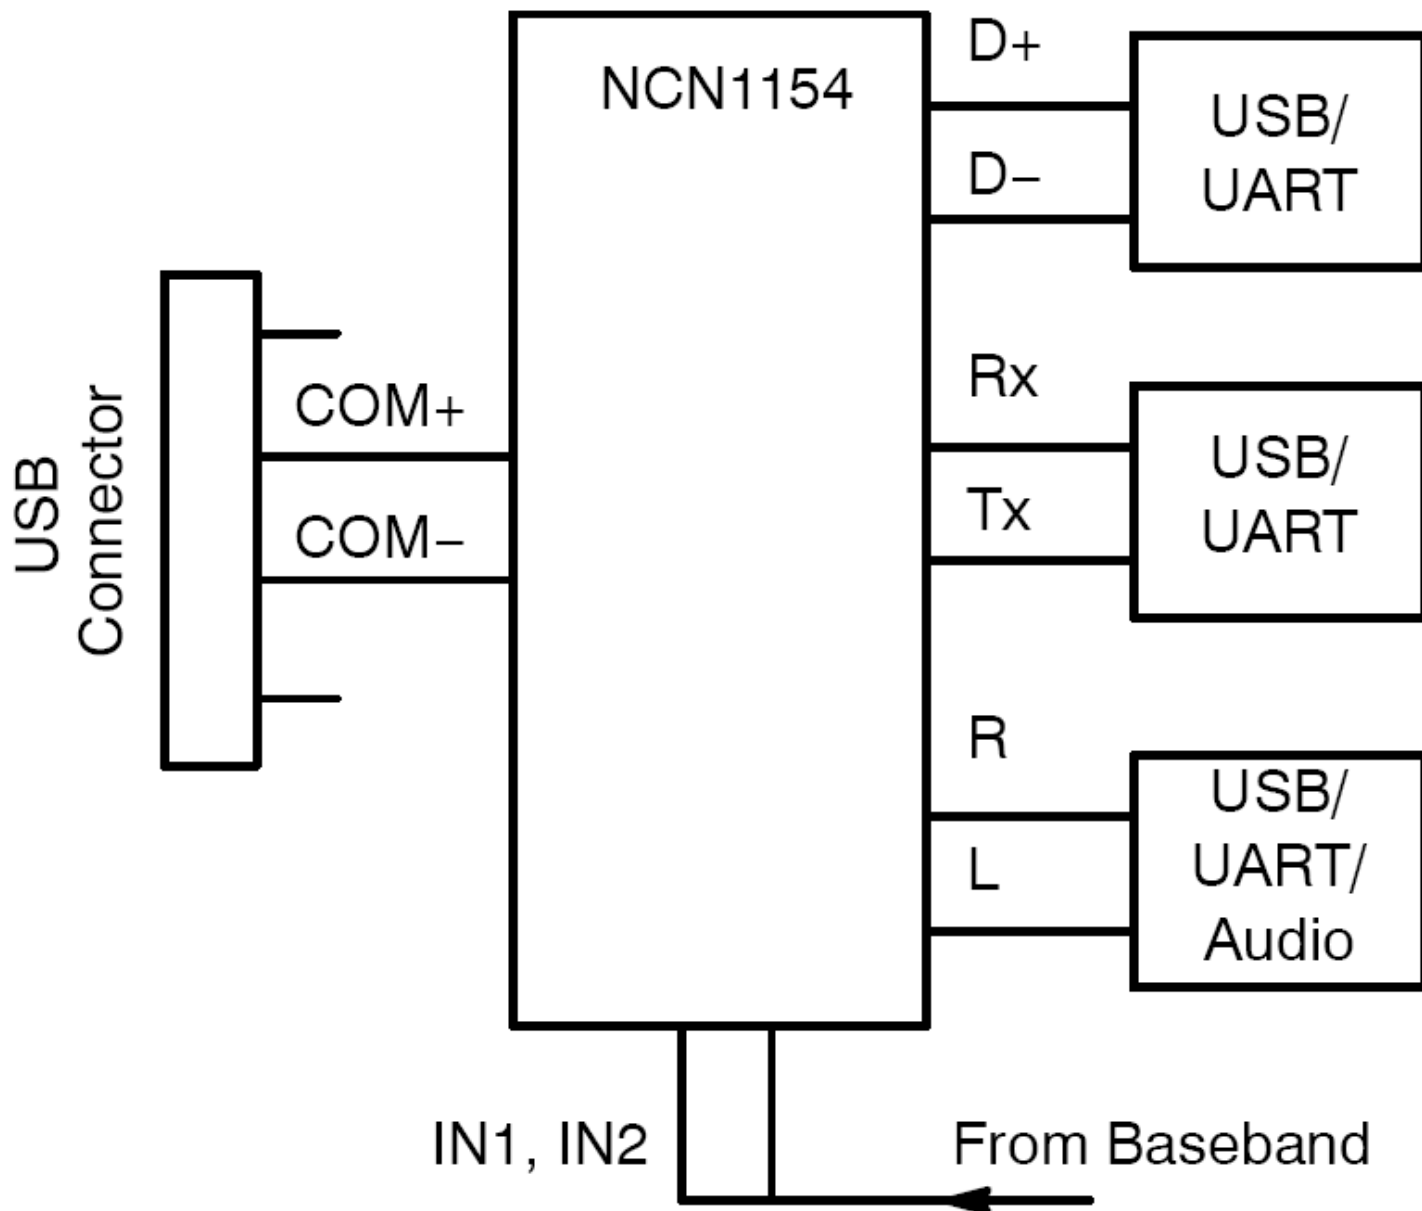 NCN1154
D+
D−
USB/
UART
USB
Connector
COM+
COM−
Rx
Tx
USB/
UART
R
L
USB/
UART/
Audio
IN1, IN2
From Baseband